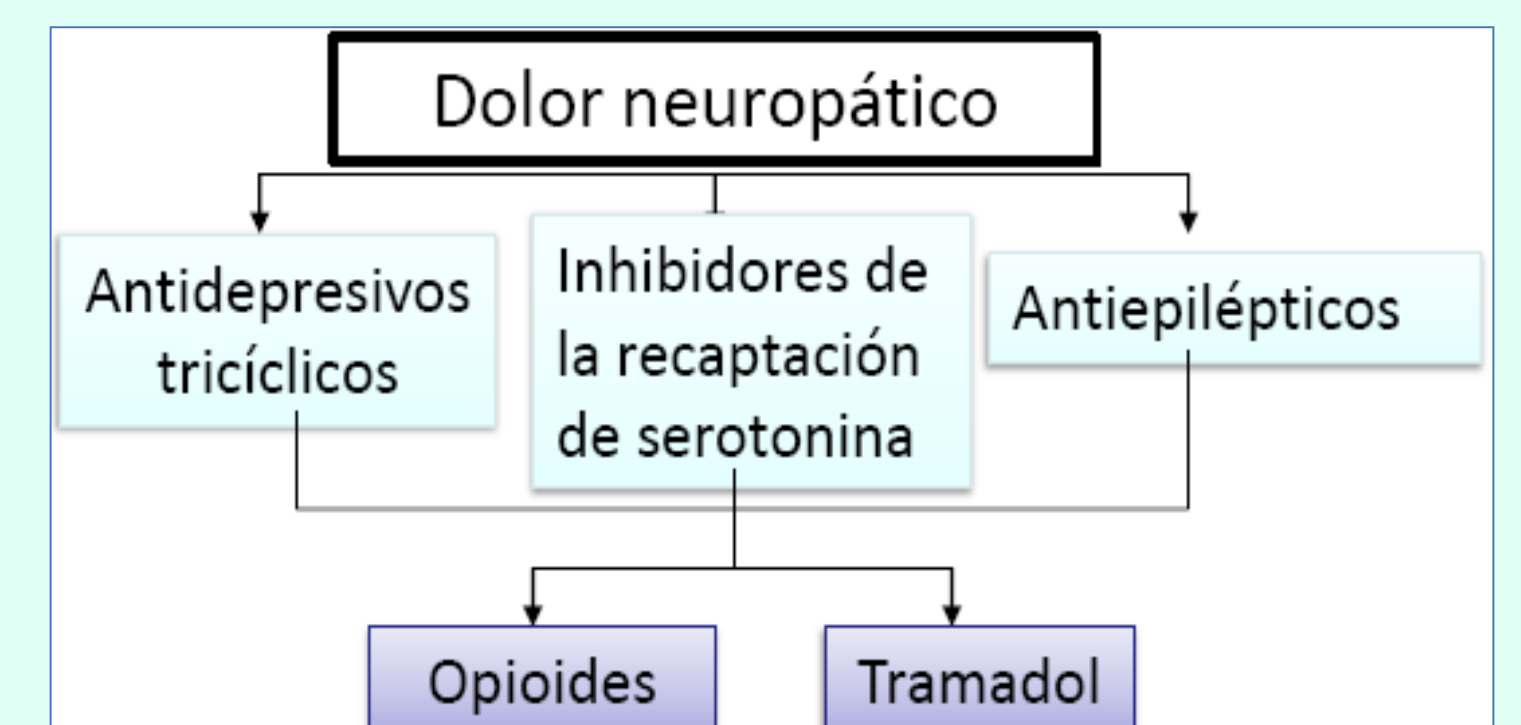 Dolor neuropático
Antidepresivos
tricíclicos
Inhibidores de
la recaptación
de serotonina
Antiepilépticos
Opioides
Tramadol